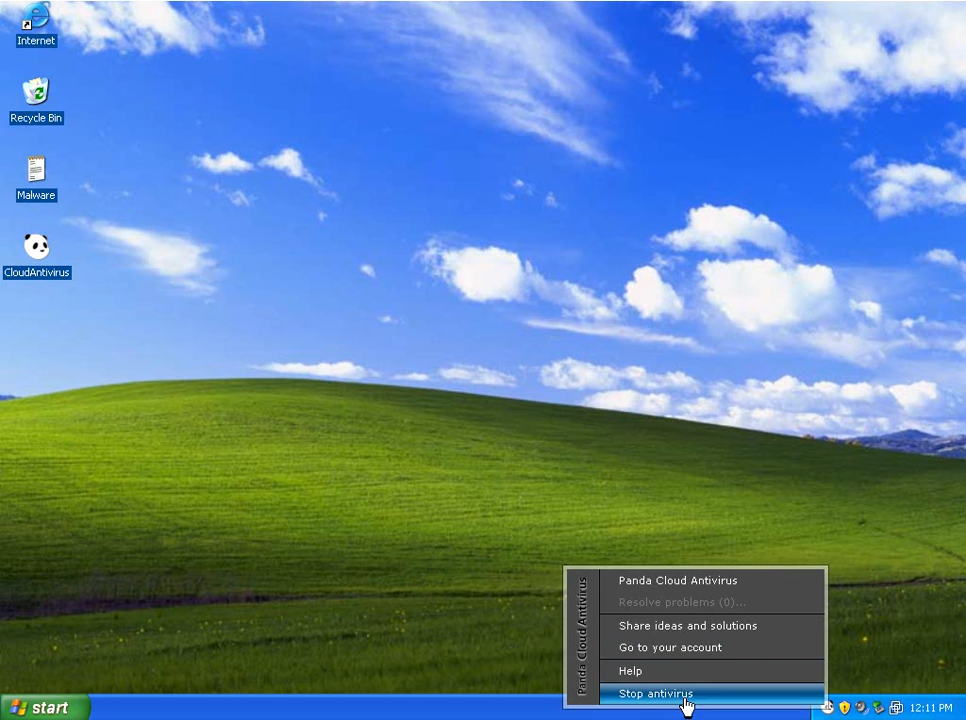 Internet
Recycle Bin
Malware
CloudAntivirus
Panda Cloud Antivirus
Panda Cloud Antivirus
Resolve problems (0)...
Share ideas and solutions
Go to your account
Help
Stop antivirus
start
12:11 PM